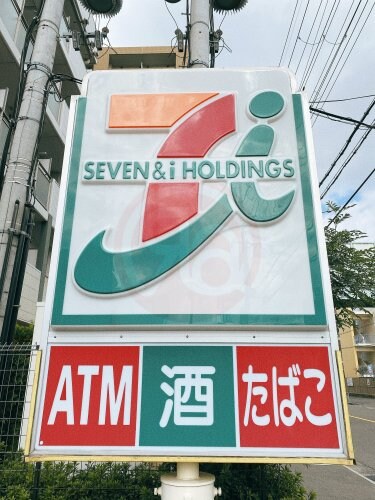 SEVEN & i HOLDINGS
ATM 酒 たばこ